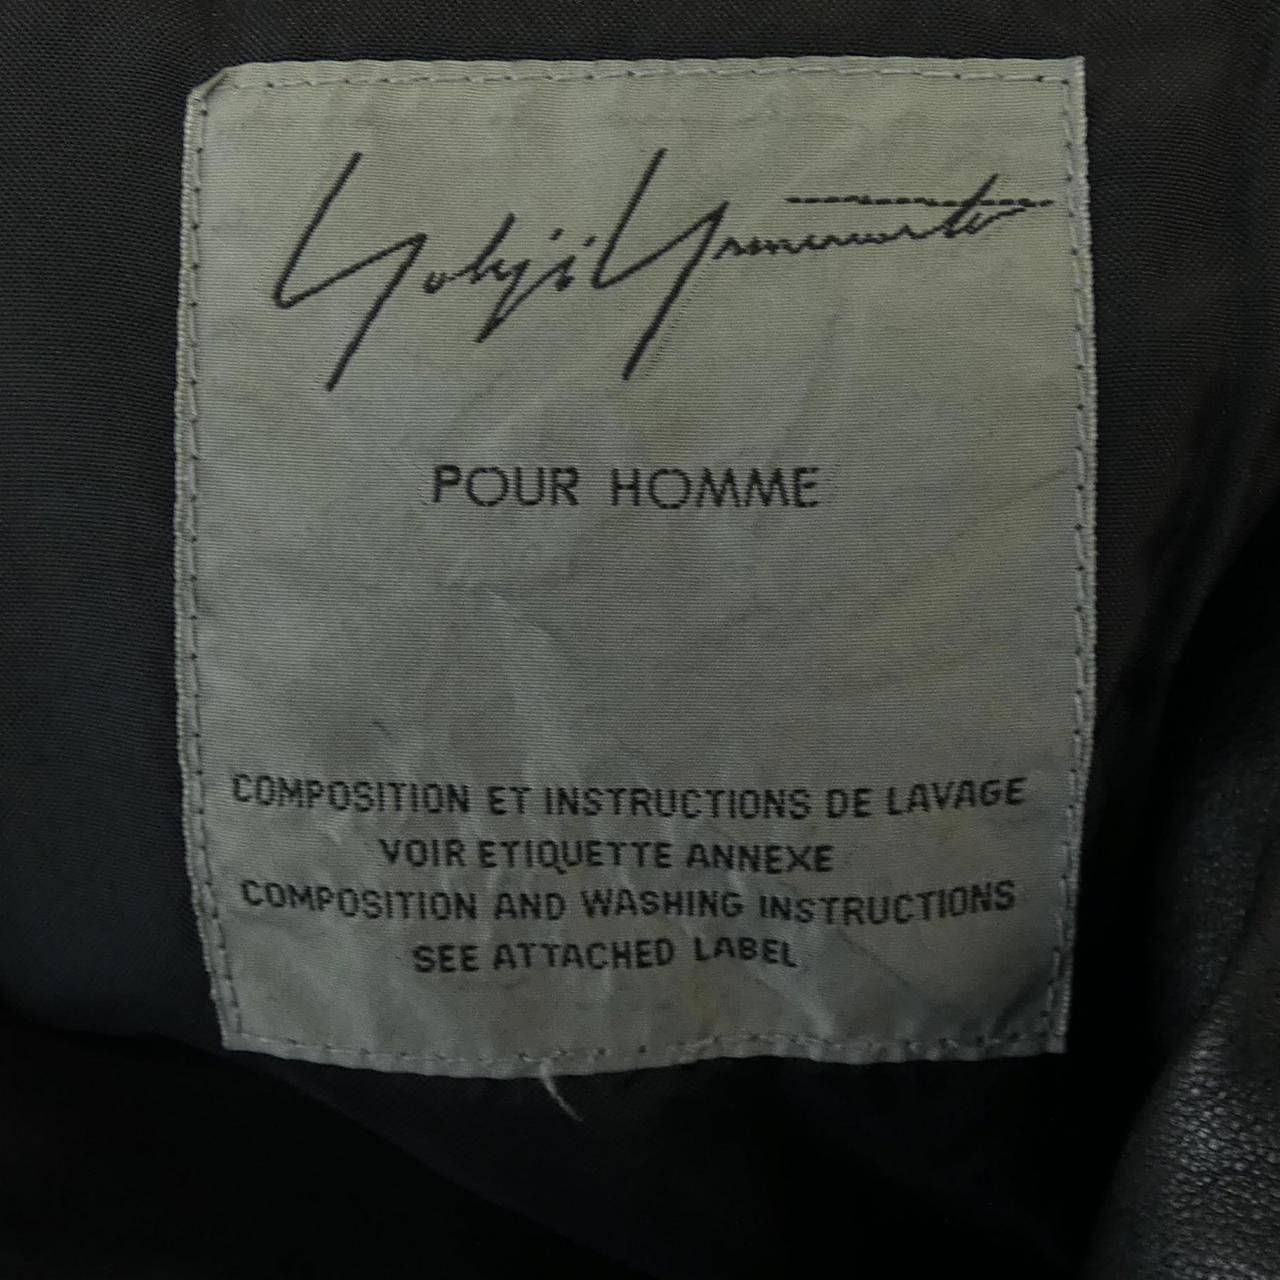 Yohji Yamamoto
POUR HOMME
COMPOSITION ET INSTRUCTIONS DE LAVAGE
VOIR ETIQUETTE ANNEXE
COMPOSITION AND WASHING INSTRUCTIONS
SEE ATTACHED LABEL